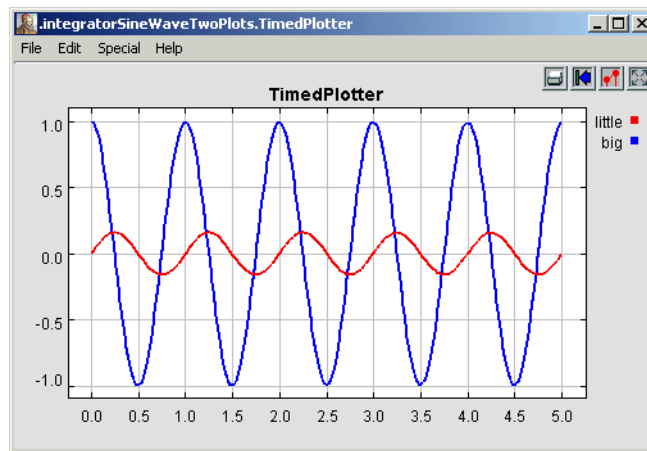 .integratorSineWaveTwoPlots.TimedPlotter
File Edit Special Help
TimedPlotter
little
big
1.0
0.5
0.0
-0.5
-1.0
0.0 0.5 1.0 1.5 2.0 2.5 3.0 3.5 4.0 4.5 5.0